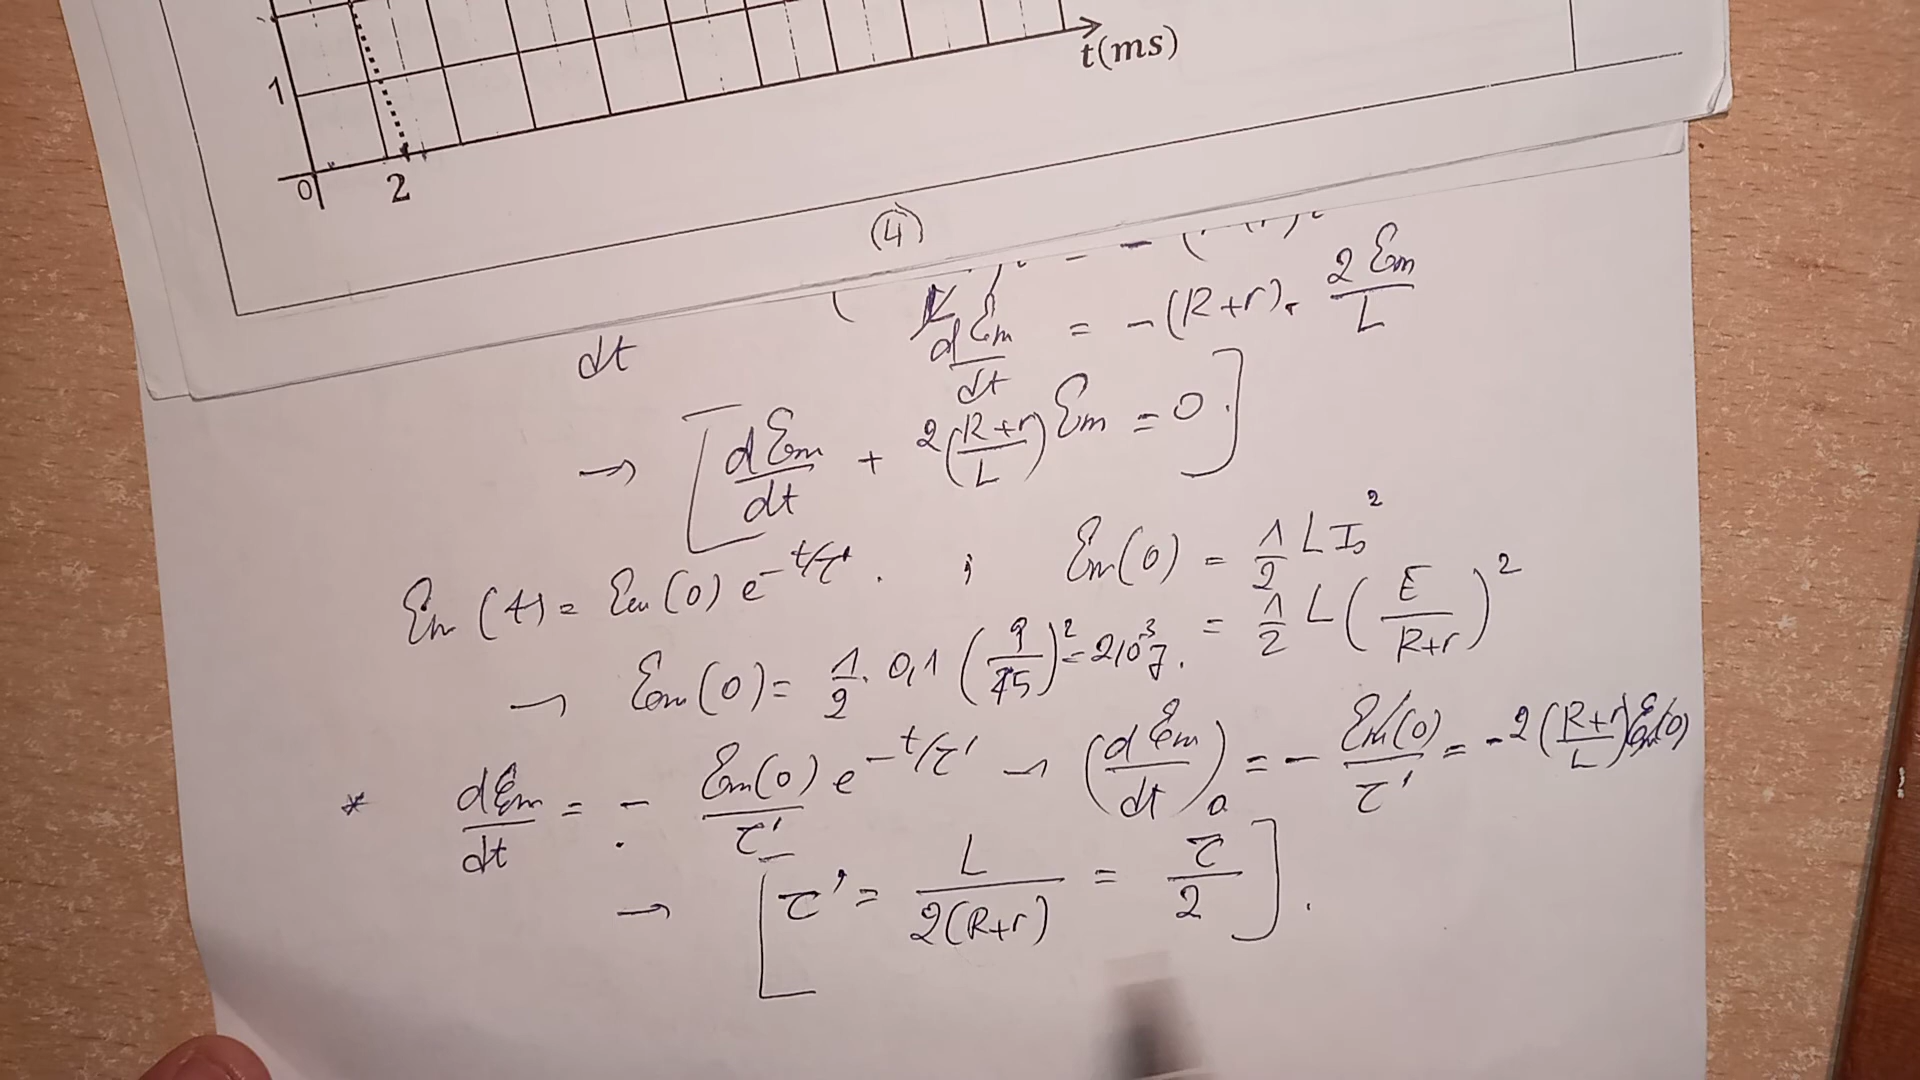 1
t(ms)
0 2
(4)
dt
dℰm/dt = -(R+r). 2ℰm/L
→ [dℰm/dt + 2(R+r/L)ℰm = 0.]
ℰm(t) = ℰm(0) e^-t/τ'. ; ℰm(0) = 1/2 L I₀²
= 1/2 L (E/R+r)²
→ ℰm(0) = 1/2 . 0,1 (9/45)² = 2 10⁻³ J.
* dℰm/dt = - ℰm(0)/τ' e^-t/τ' → (dℰm/dt)₀ = - ℰm(0)/τ' = -2(R+r/L)ℰm(0)
→ [τ' = L/2(R+r) = τ/2].